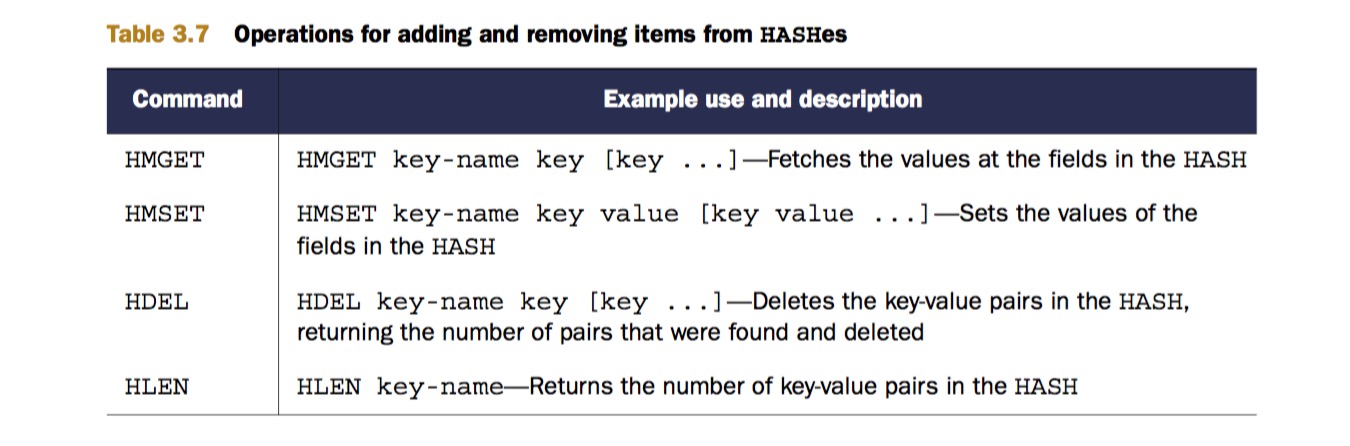 Table 3.7 Operations for adding and removing items from HASHes
Command Example use and description
HMGET HMGET key-name key [key ...]—Fetches the values at the fields in the HASH
HMSET HMSET key-name key value [key value ...]—Sets the values of the
fields in the HASH
HDEL HDEL key-name key [key ...]—Deletes the key-value pairs in the HASH,
returning the number of pairs that were found and deleted
HLEN HLEN key-name—Returns the number of key-value pairs in the HASH